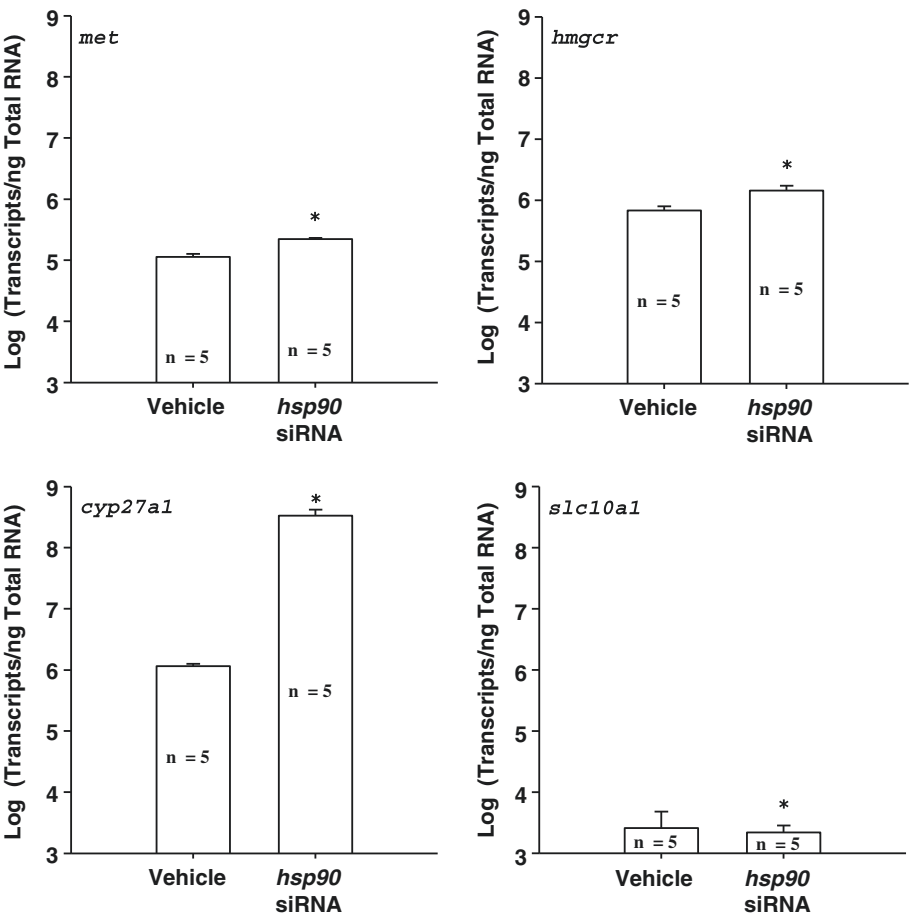 met
Log (Transcripts/ng Total RNA)
9
8
7
6
5
4
3
*
n = 5
n = 5
Vehicle
hsp90
siRNA
hmgcr
Log (Transcripts/ng Total RNA)
9
8
7
6
5
4
3
*
n = 5
n = 5
Vehicle
hsp90
siRNA
cyp27a1
Log (Transcripts/ng Total RNA)
9
8
7
6
5
4
3
*
n = 5
n = 5
Vehicle
hsp90
siRNA
slc10a1
Log (Transcripts/ng Total RNA)
9
8
7
6
5
4
3
*
n = 5
n = 5
Vehicle
hsp90
siRNA